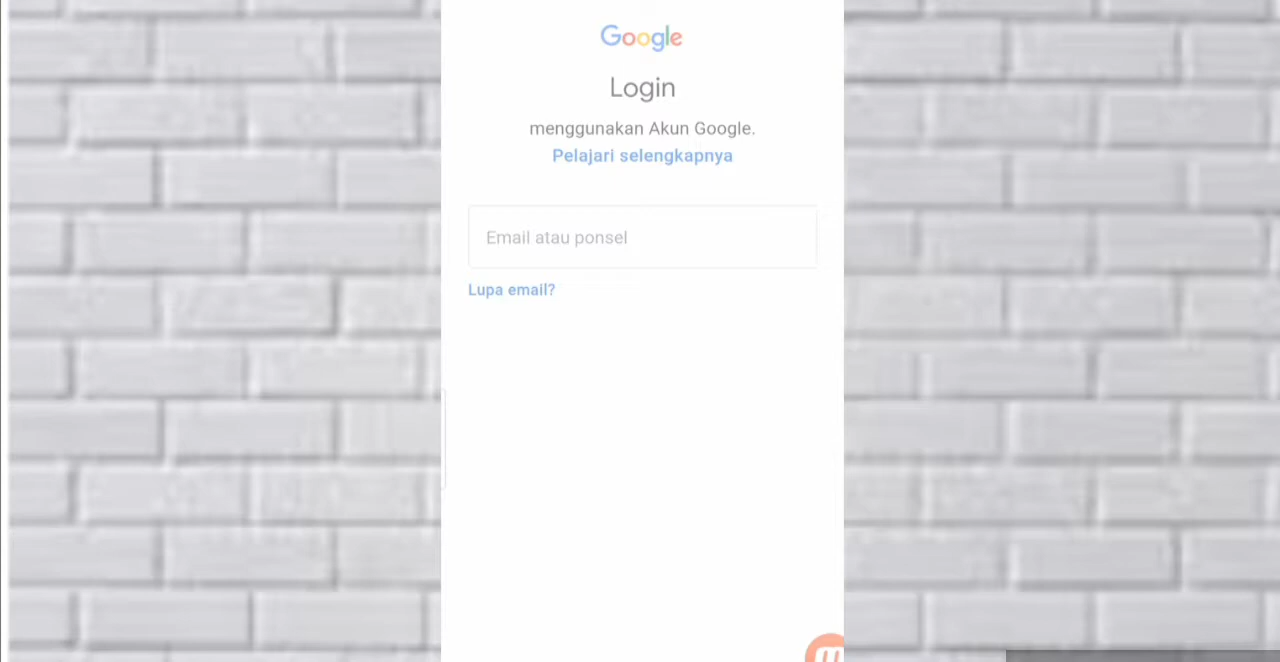 Google
Login
menggunakan Akun Google.
Pelajari selengkapnya
Email atau ponsel
Lupa email?